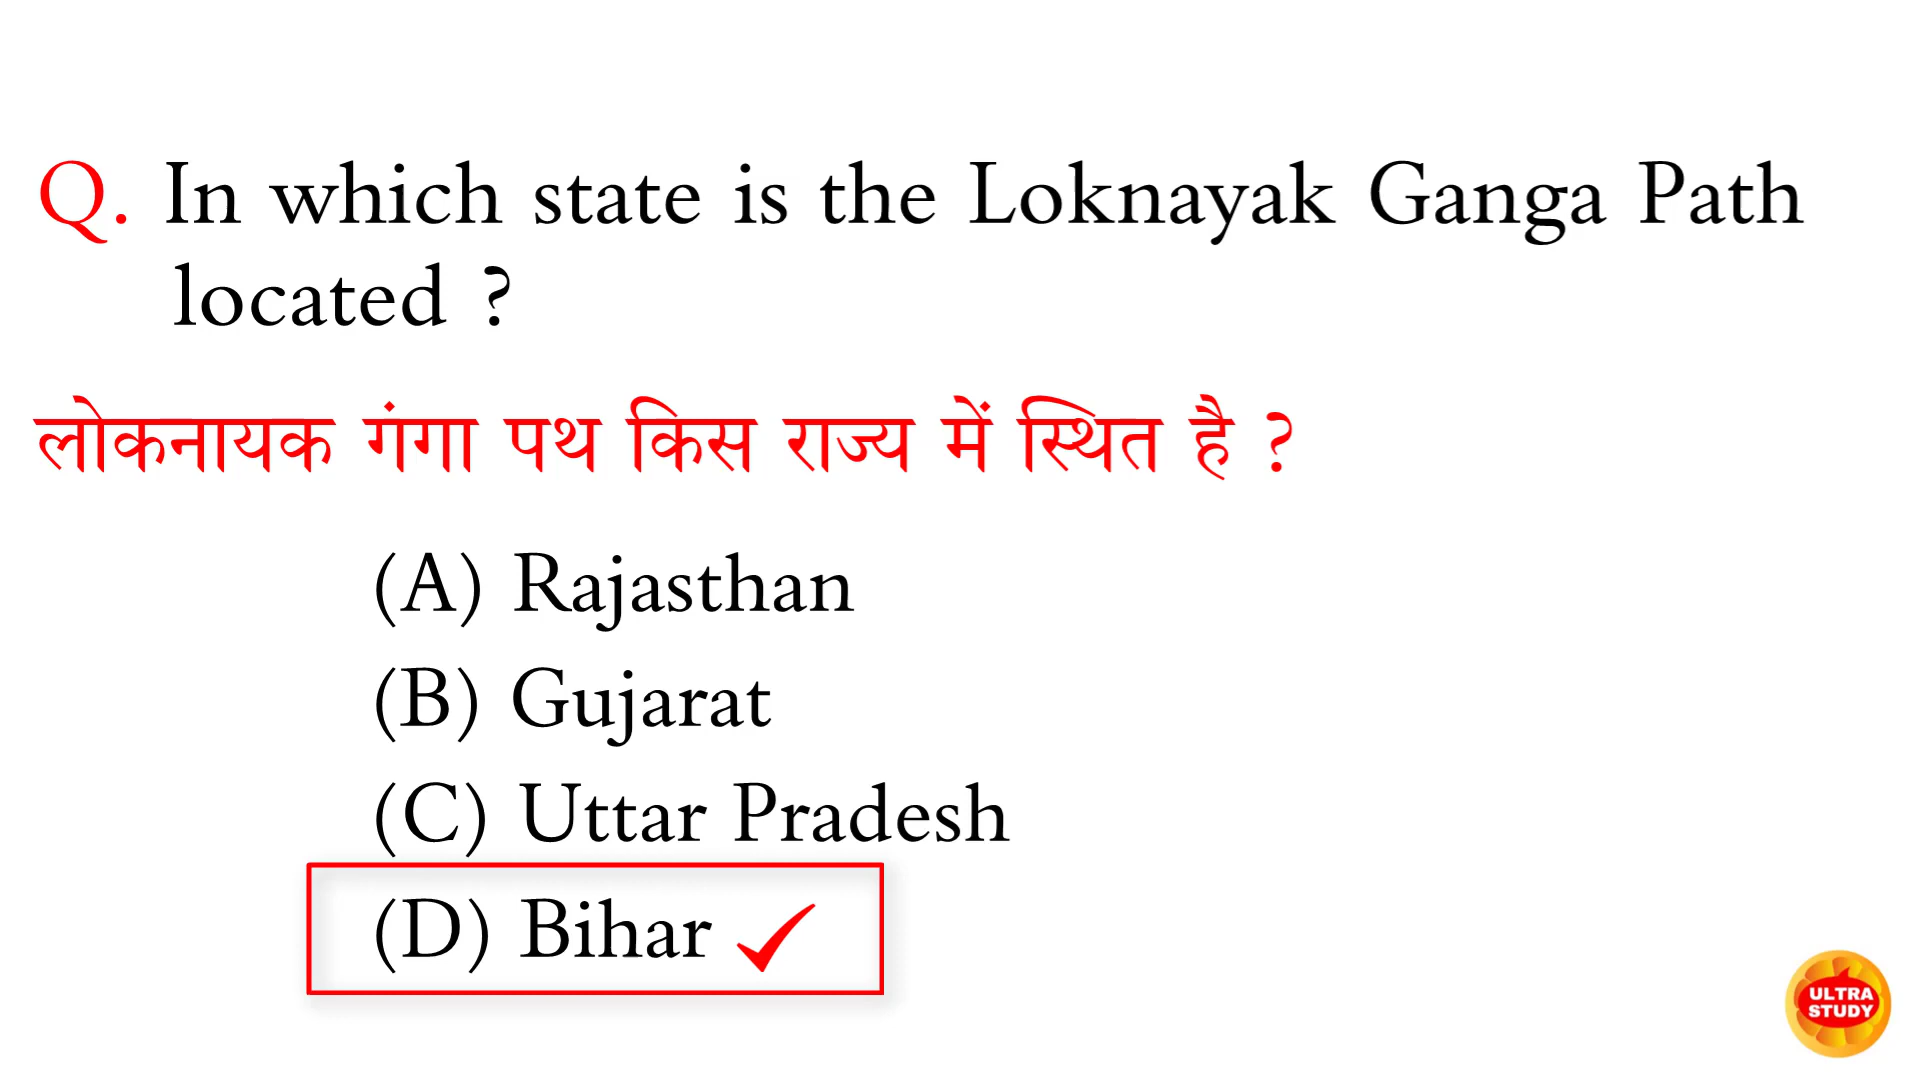 Q. In which state is the Loknayak Ganga Path
located ?
लोकनायक गंगा पथ किस राज्य में स्थित है ?
(A) Rajasthan
(B) Gujarat
(C) Uttar Pradesh
(D) Bihar
ULTRA
STUDY